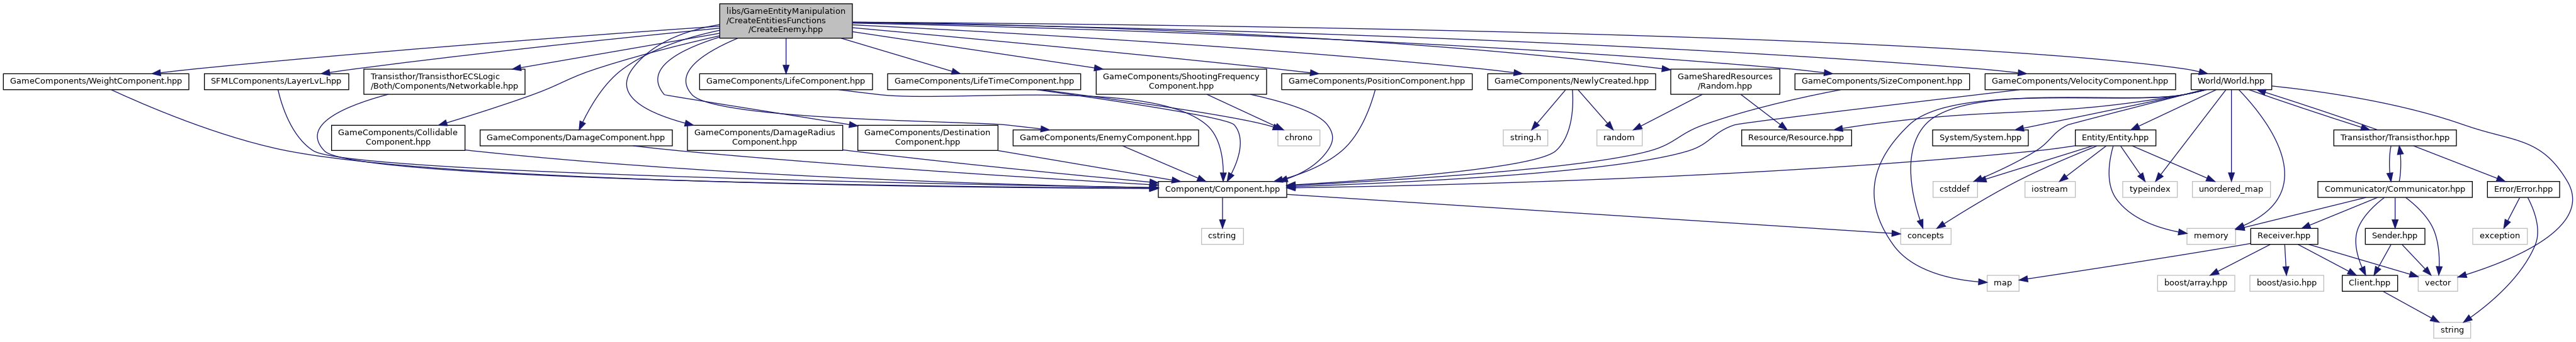 libs/GameEntityManipulation
/CreateEntitiesFunctions
/CreateEnemy.hpp
GameComponents/WeightComponent.hpp
SFMLComponents/LayerLvL.hpp
Transisthor/TransisthorECSLogic
/Both/Components/Networkable.hpp
GameComponents/LifeComponent.hpp
GameComponents/LifeTimeComponent.hpp
GameComponents/ShootingFrequency
Component.hpp
GameComponents/PositionComponent.hpp
GameComponents/NewlyCreated.hpp
GameSharedResources
/Random.hpp
GameComponents/SizeComponent.hpp
GameComponents/VelocityComponent.hpp
World/World.hpp
GameComponents/Collidable
Component.hpp
GameComponents/DamageComponent.hpp
GameComponents/DamageRadius
Component.hpp
GameComponents/Destination
Component.hpp
GameComponents/EnemyComponent.hpp
chrono
string.h
random
Resource/Resource.hpp
System/System.hpp
Entity/Entity.hpp
Transisthor/Transisthor.hpp
Component/Component.hpp
cstddef
iostream
typeindex
unordered_map
Communicator/Communicator.hpp
Error/Error.hpp
cstring
concepts
memory
Receiver.hpp
Sender.hpp
exception
map
boost/array.hpp
boost/asio.hpp
Client.hpp
vector
string